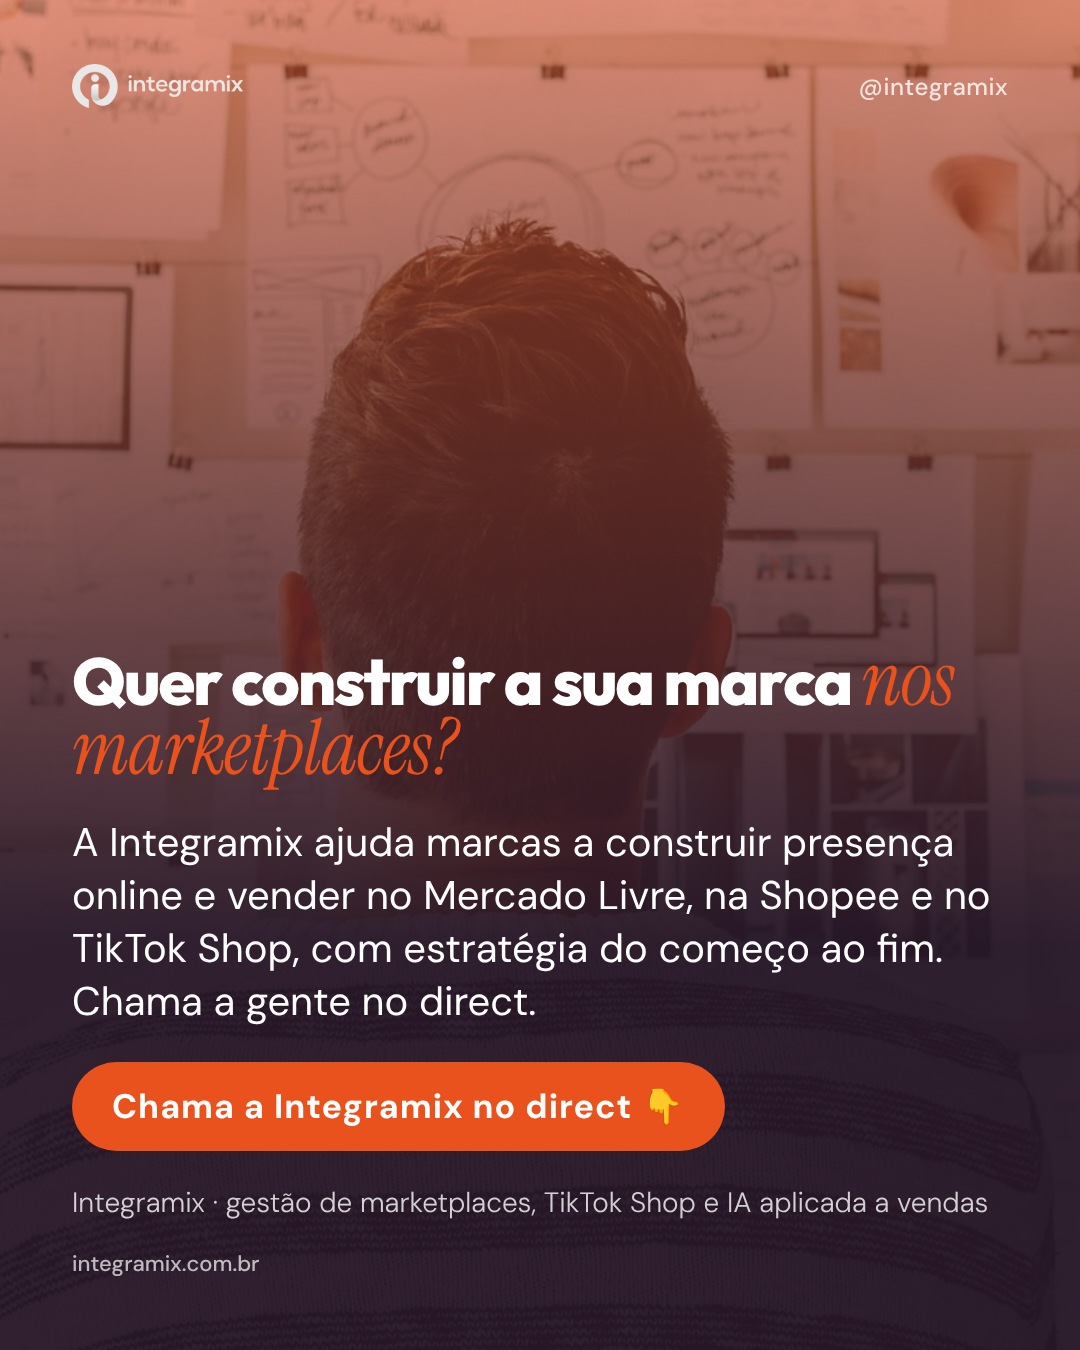 integramix
@integramix
Quer construir a sua marca nos
marketplaces?
A Integramix ajuda marcas a construir presença
online e vender no Mercado Livre, na Shopee e no
TikTok Shop, com estratégia do começo ao fim.
Chama a gente no direct.
Chama a Integramix no direct 👇
Integramix · gestão de marketplaces, TikTok Shop e IA aplicada a vendas
integramix.com.br